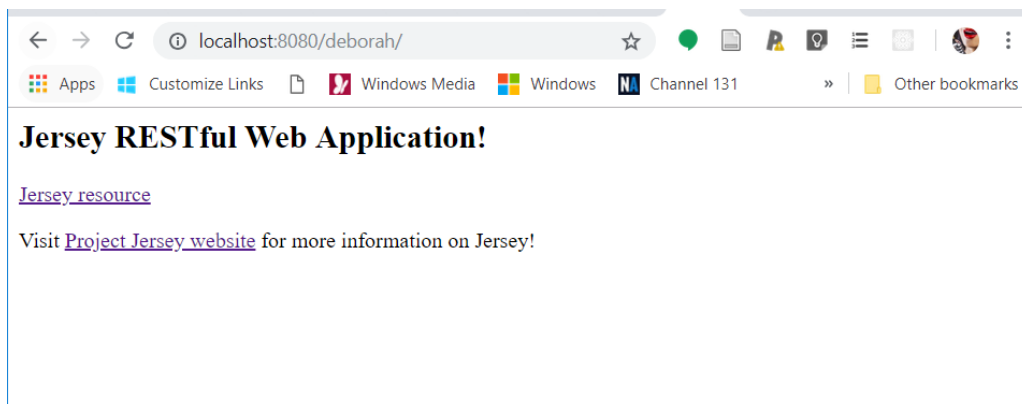 localhost:8080/deborah/
Apps Customize Links Windows Media Windows NA Channel 131 » Other bookmarks
Jersey RESTful Web Application!
Jersey resource
Visit Project Jersey website for more information on Jersey!